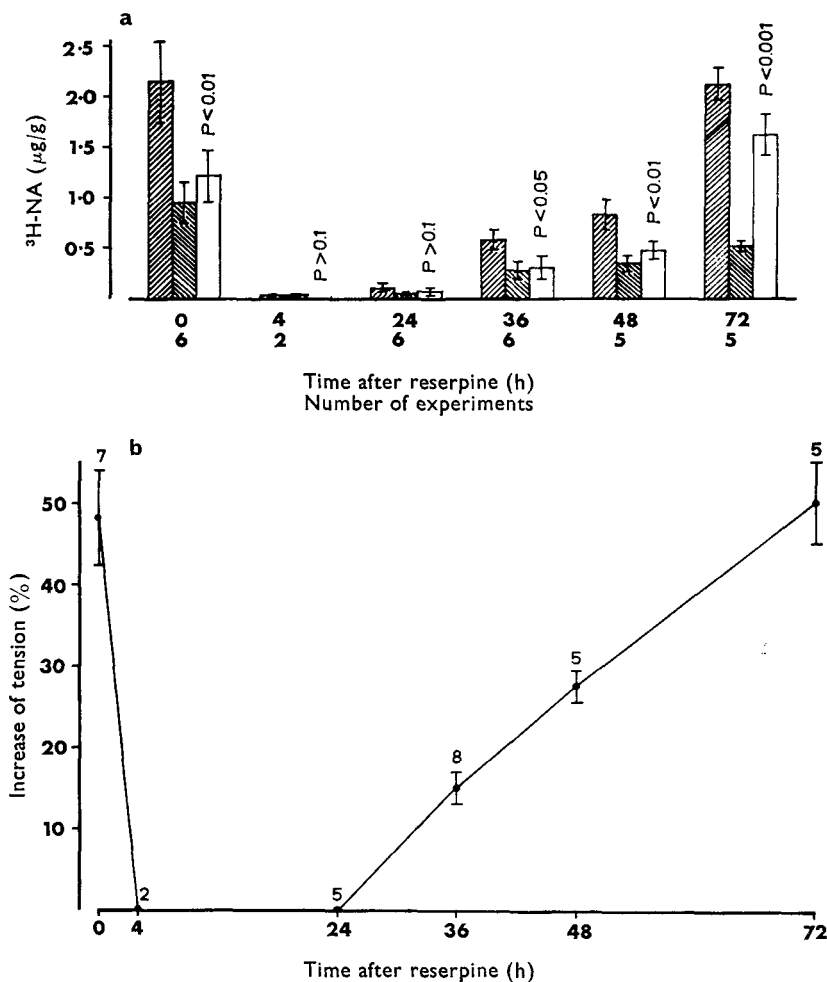 a
2·5
2·0
1·5
1·0
0·5
³H-NA (µg/g)
P<0.01
P>0.1
P>0.1
P<0.05
P<0.01
P<0.001
0 4 24 36 48 72
6 2 6 6 5 5
Time after reserpine (h)
Number of experiments
b
50
40
30
20
10
Increase of tension (%)
7
2
5
8
5
5
0 4 24 36 48 72
Time after reserpine (h)